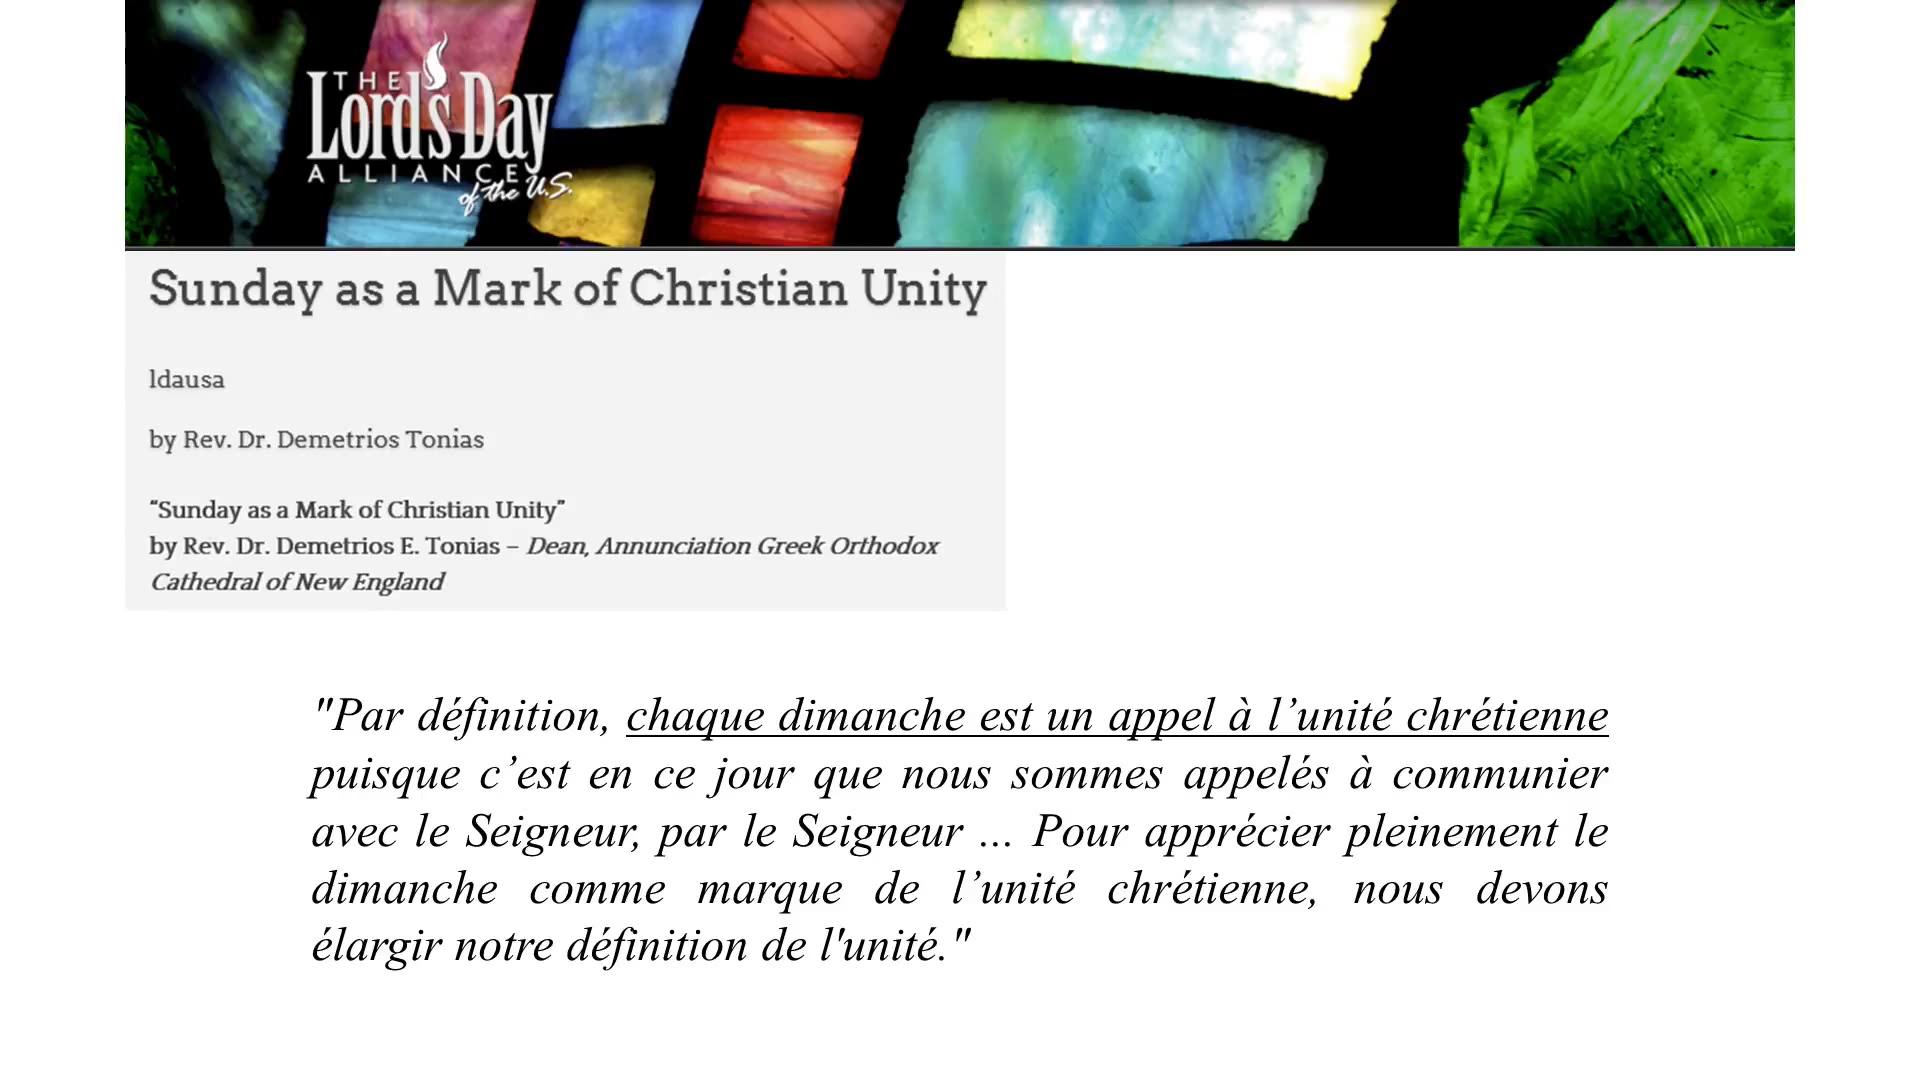 THE
Lord's Day
ALLIANCE
of the U.S.
Sunday as a Mark of Christian Unity
ldausa
by Rev. Dr. Demetrios Tonias
“Sunday as a Mark of Christian Unity”
by Rev. Dr. Demetrios E. Tonias – Dean, Annunciation Greek Orthodox
Cathedral of New England
"Par définition, chaque dimanche est un appel à l’unité chrétienne
puisque c’est en ce jour que nous sommes appelés à communier
avec le Seigneur, par le Seigneur ... Pour apprécier pleinement le
dimanche comme marque de l’unité chrétienne, nous devons
élargir notre définition de l'unité."